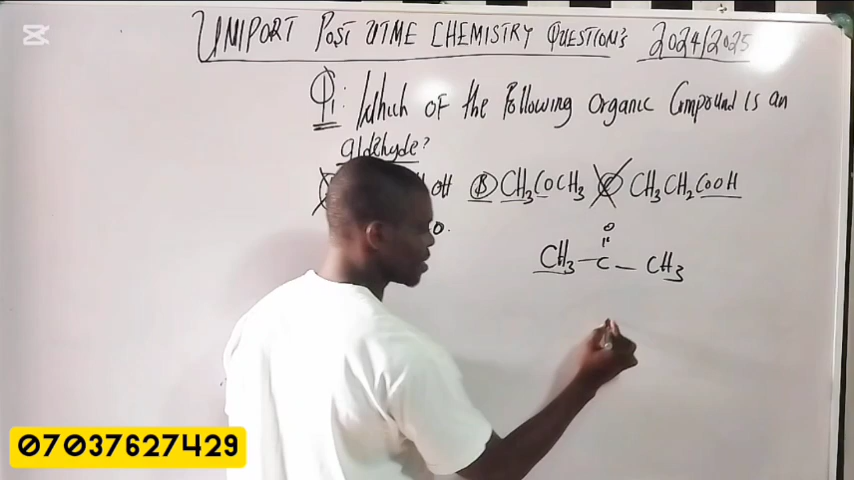 UNIPORT POST UTME CHEMISTRY QUESTION'S 2024/2025
Q1: Which OF the Following Organic Compound is an
aldehyde?
OH Ⓑ CH3COCH3 Ⓒ CH3CH2COOH
O.
O
CH3 – C – CH3
07037627429